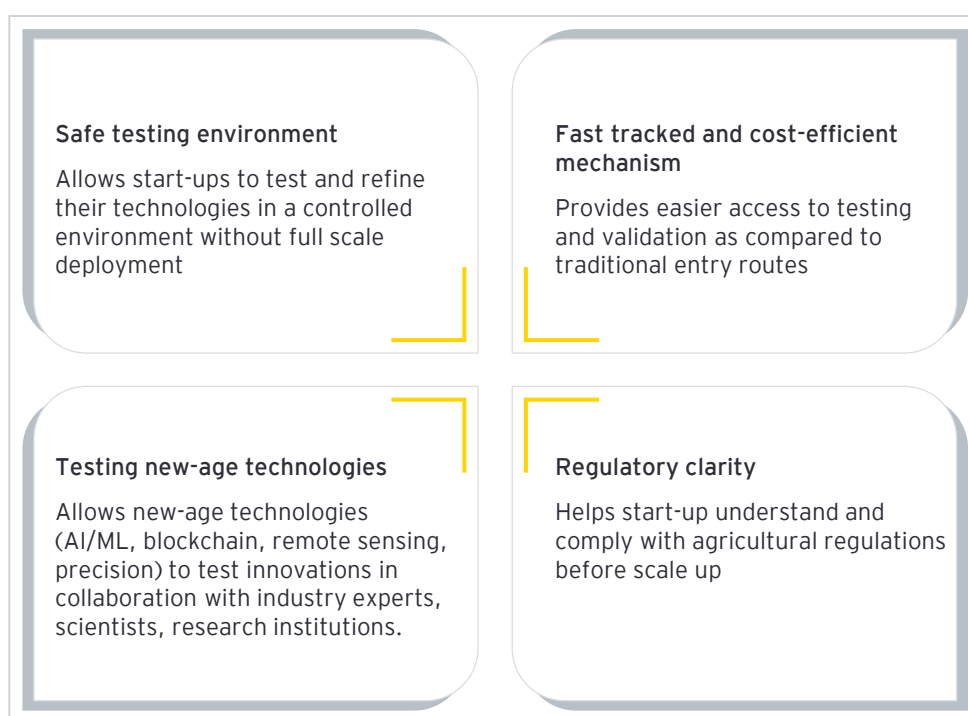 Safe testing environment
Allows start-ups to test and refine
their technologies in a controlled
environment without full scale
deployment
Fast tracked and cost-efficient
mechanism
Provides easier access to testing
and validation as compared to
traditional entry routes
Testing new-age technologies
Allows new-age technologies
(AI/ML, blockchain, remote sensing,
precision) to test innovations in
collaboration with industry experts,
scientists, research institutions.
Regulatory clarity
Helps start-up understand and
comply with agricultural regulations
before scale up